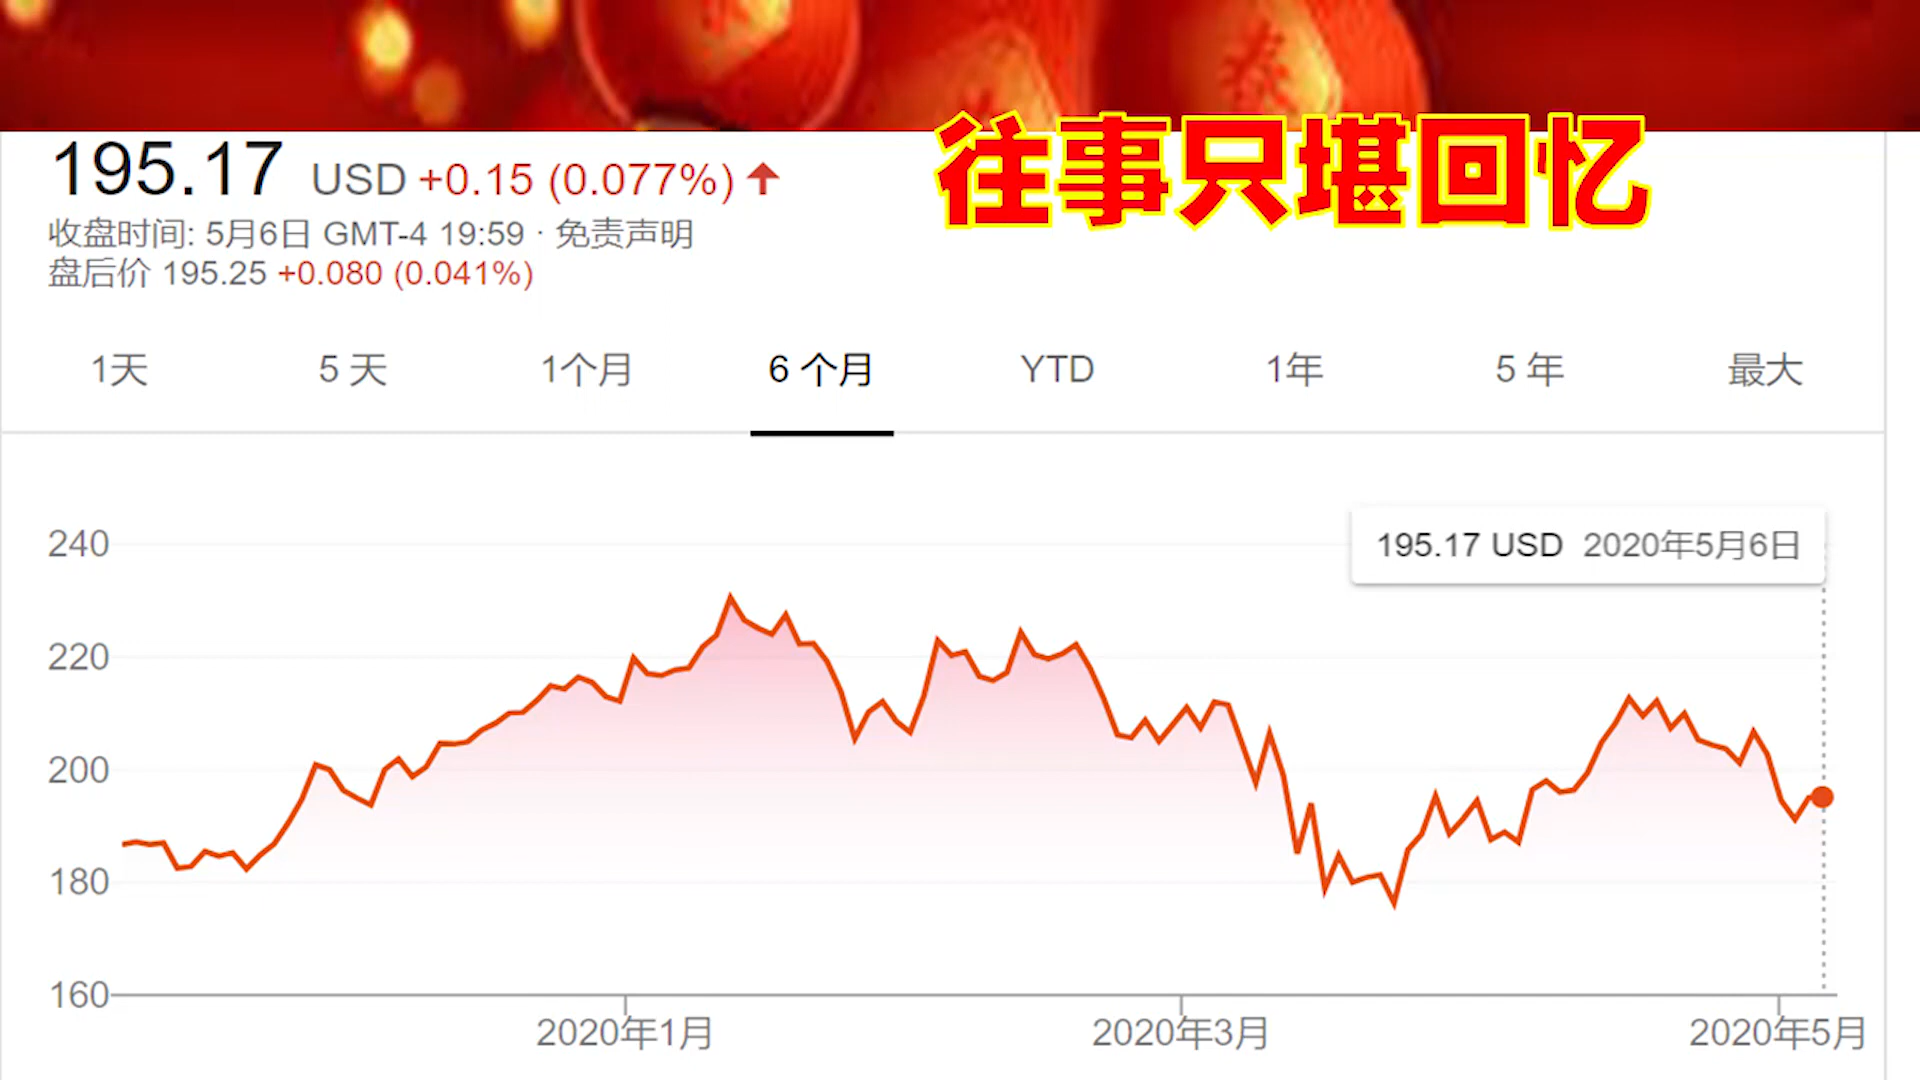 往事只堪回忆
195.17 USD +0.15 (0.077%)
收盘时间: 5月6日 GMT-4 19:59 · 免责声明
盘后价 195.25 +0.080 (0.041%)
1天 5 天 1个月 6 个月 YTD 1年 5 年 最大
195.17 USD 2020年5月6日
240
220
200
180
160
2020年1月 2020年3月 2020年5月